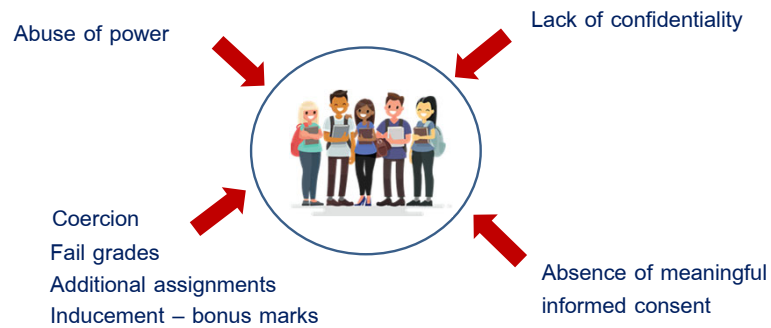 Abuse of power
Lack of confidentiality
Coercion
Fail grades
Additional assignments
Inducement – bonus marks
Absence of meaningful
informed consent